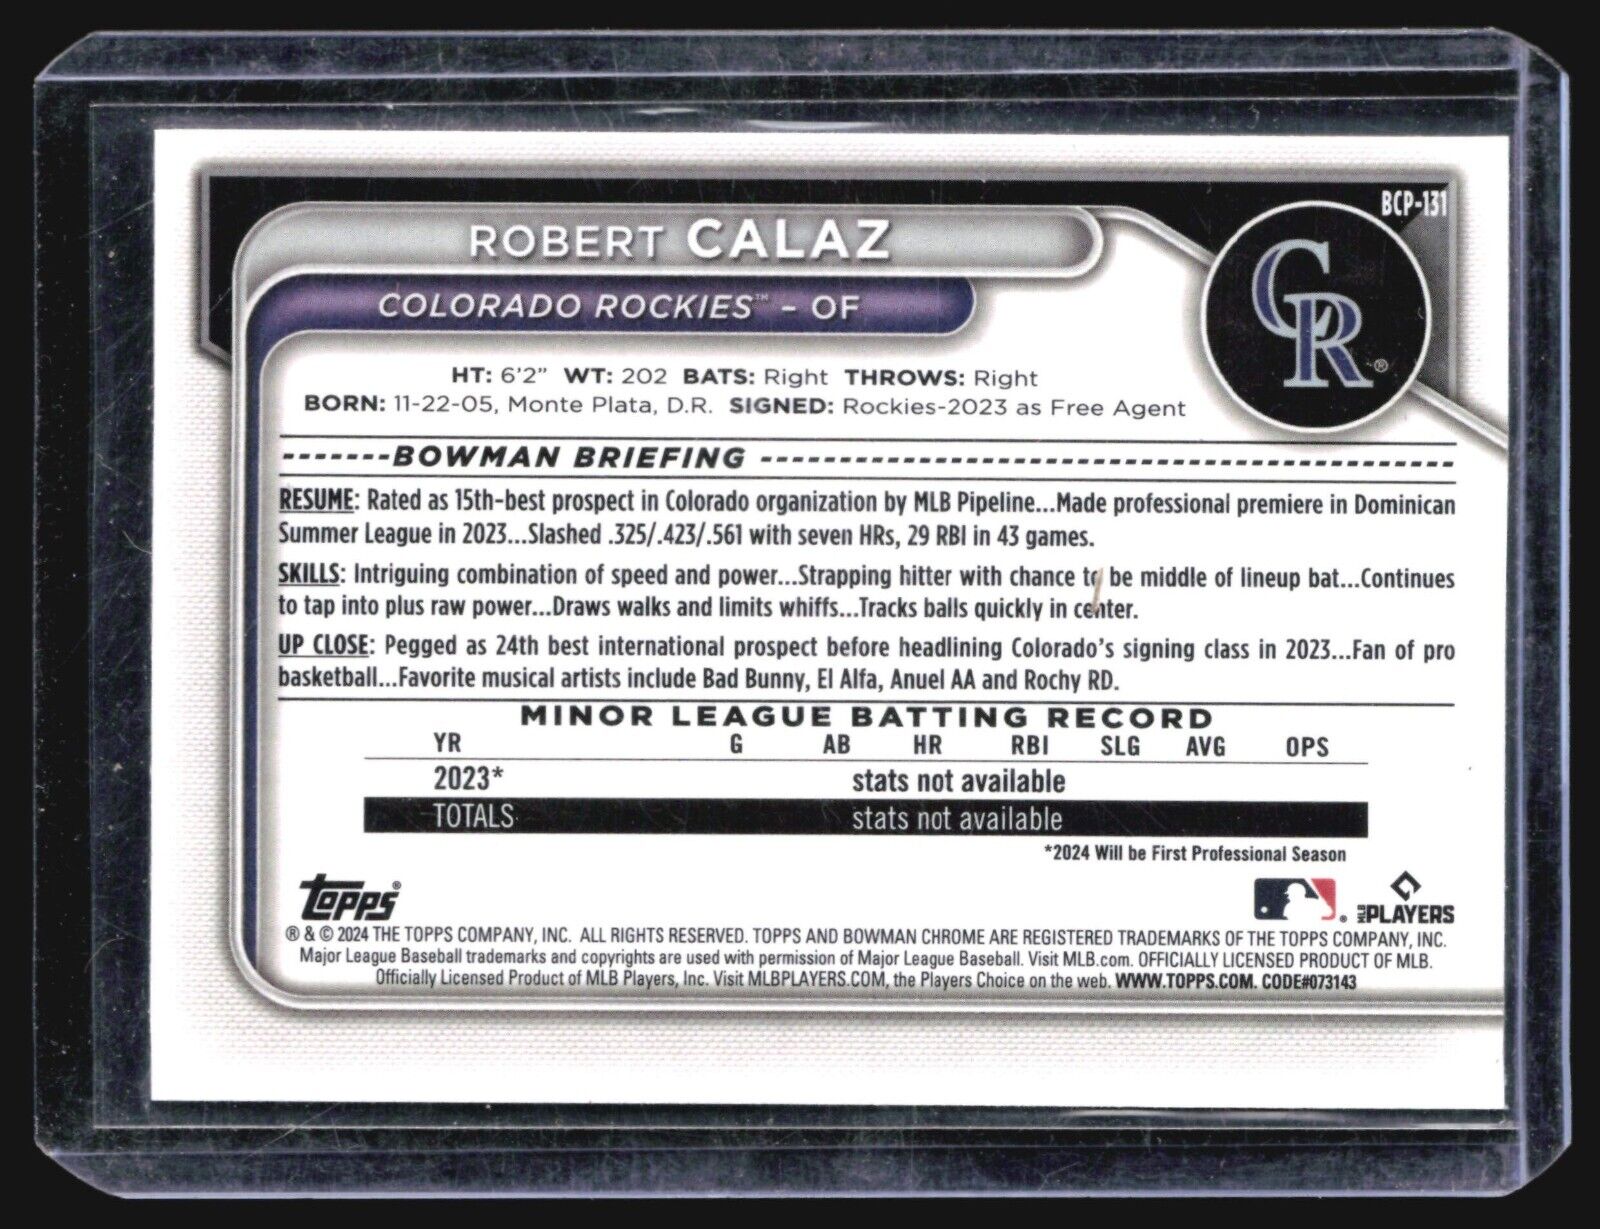 BCP-131
ROBERT CALAZ
COLORADO ROCKIES™ - OF
CR®
HT: 6'2" WT: 202 BATS: Right THROWS: Right
BORN: 11-22-05, Monte Plata, D.R. SIGNED: Rockies-2023 as Free Agent
BOWMAN BRIEFING
RESUME: Rated as 15th-best prospect in Colorado organization by MLB Pipeline...Made professional premiere in Dominican
Summer League in 2023...Slashed .325/.423/.561 with seven HRs, 29 RBI in 43 games.
SKILLS: Intriguing combination of speed and power...Strapping hitter with chance to be middle of lineup bat...Continues
to tap into plus raw power...Draws walks and limits whiffs...Tracks balls quickly in center.
UP CLOSE: Pegged as 24th best international prospect before headlining Colorado's signing class in 2023...Fan of pro
basketball...Favorite musical artists include Bad Bunny, El Alfa, Anuel AA and Rochy RD.
MINOR LEAGUE BATTING RECORD
YR G AB HR RBI SLG AVG OPS
2023* stats not available
TOTALS stats not available
*2024 Will be First Professional Season
TOPPS® ® MLB PLAYERS
® & © 2024 THE TOPPS COMPANY, INC. ALL RIGHTS RESERVED. TOPPS AND BOWMAN CHROME ARE REGISTERED TRADEMARKS OF THE TOPPS COMPANY, INC.
Major League Baseball trademarks and copyrights are used with permission of Major League Baseball. Visit MLB.com. OFFICIALLY LICENSED PRODUCT OF MLB.
Officially Licensed Product of MLB Players, Inc. Visit MLBPLAYERS.COM, the Players Choice on the web. WWW.TOPPS.COM. CODE#073143